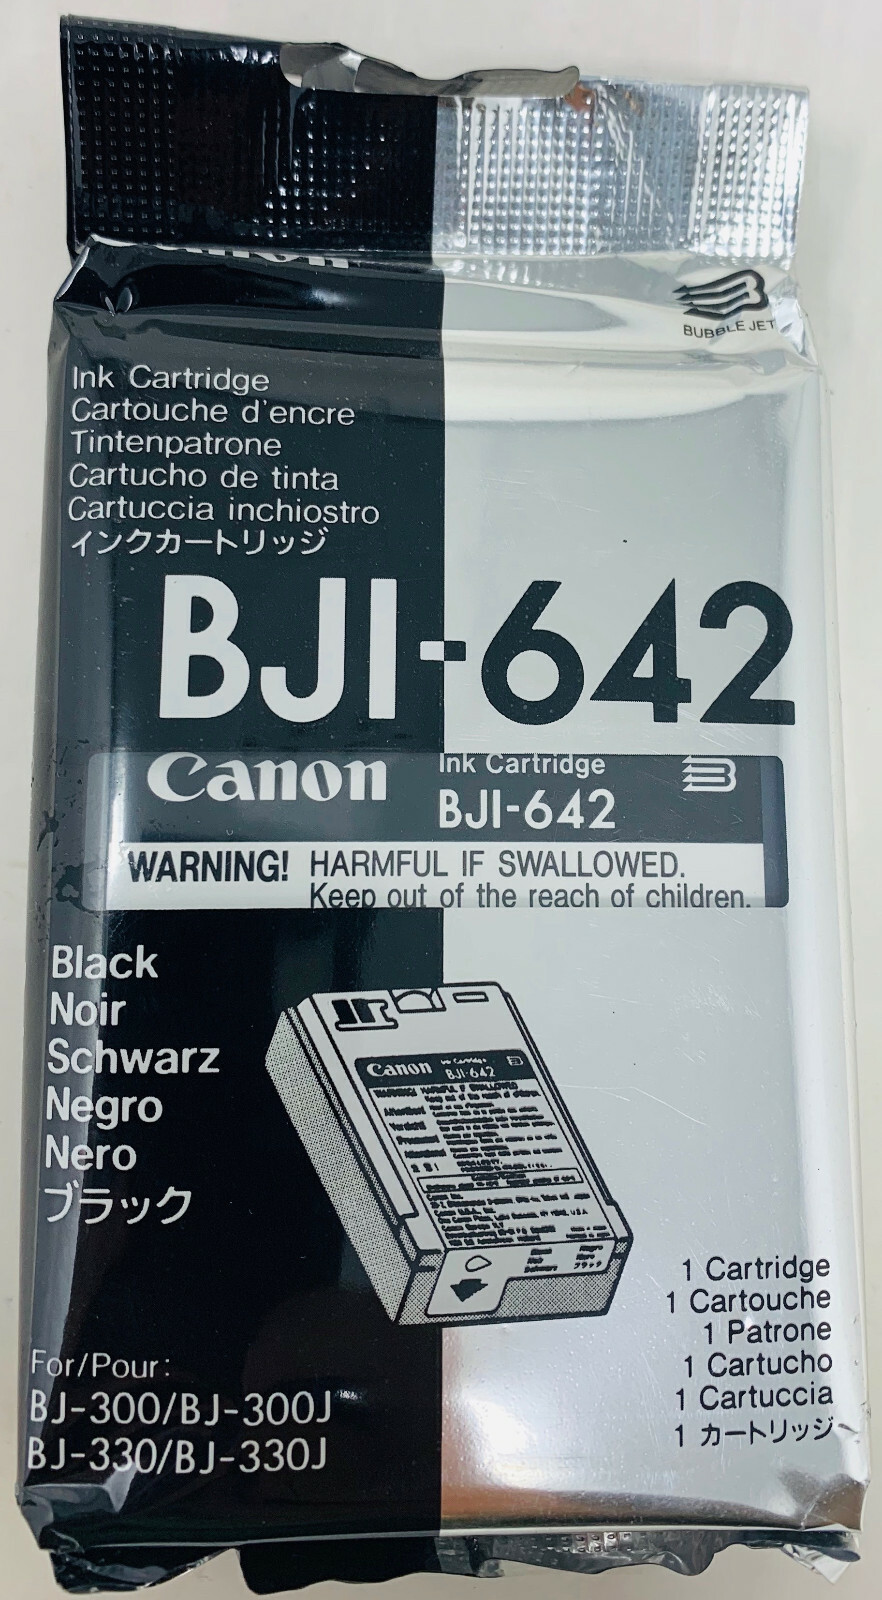 BUBBLE JET
Ink Cartridge
Cartouche d'encre
Tintenpatrone
Cartucho de tinta
Cartuccia inchiostro
インクカートリッジ
BJI-642
Canon
Ink Cartridge
BJI-642
WARNING! HARMFUL IF SWALLOWED.
Keep out of the reach of children.
Black
Noir
Schwarz
Negro
Nero
ブラック
Canon
BJI-642
WARNING! HARMFUL IF SWALLOWED
1 Cartridge
1 Cartouche
1 Patrone
1 Cartucho
1 Cartuccia
1 カートリッジ
For/Pour:
BJ-300/BJ-300J
BJ-330/BJ-330J